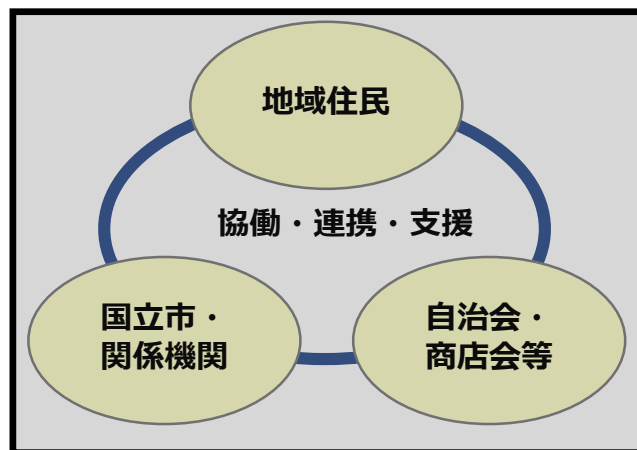 地域住民
協働・連携・支援
国立市・
関係機関
自治会・
商店会等